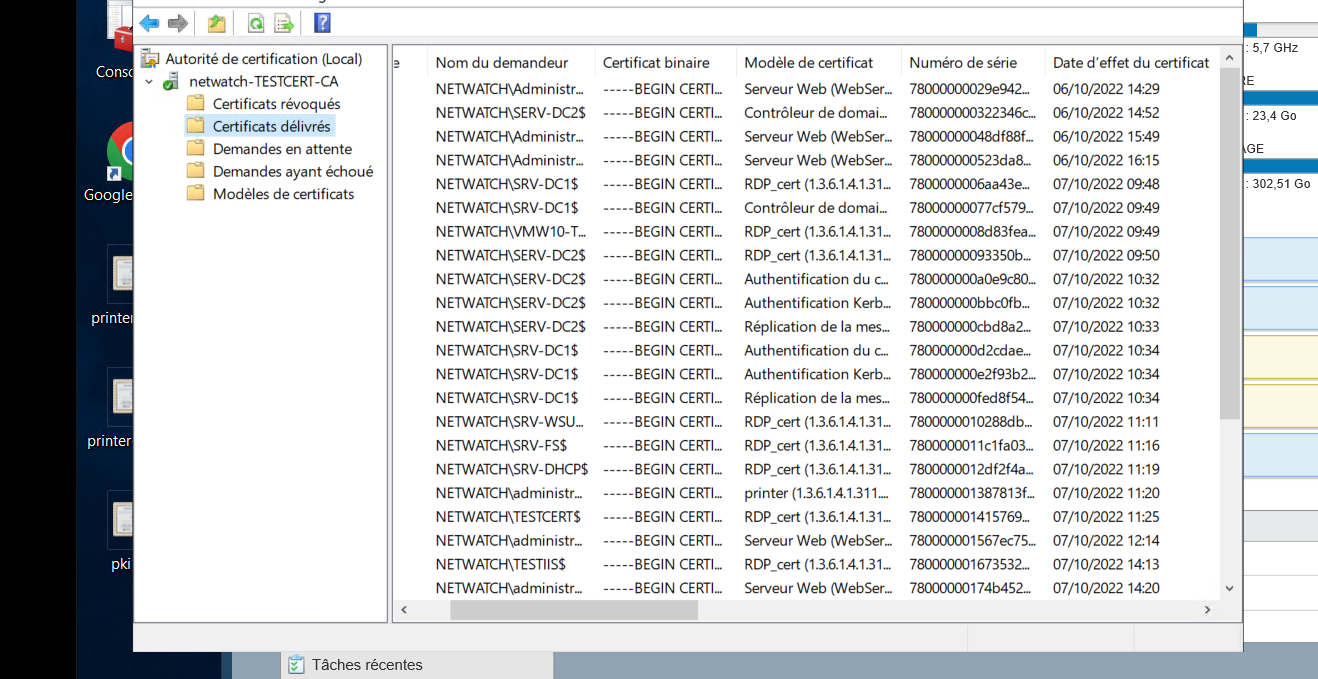 Autorité de certification (Local)
netwatch-TESTCERT-CA
Certificats révoqués
Certificats délivrés
Demandes en attente
Demandes ayant échoué
Modèles de certificats
e Nom du demandeur Certificat binaire Modèle de certificat Numéro de série Date d'effet du certificat
NETWATCH\Administr... -----BEGIN CERTI... Serveur Web (WebSer... 78000000029e942... 06/10/2022 14:29
NETWATCH\SERV-DC2$ -----BEGIN CERTI... Contrôleur de domai... 7800000000322346c... 06/10/2022 14:52
NETWATCH\Administr... -----BEGIN CERTI... Serveur Web (WebSer... 780000000048df88f... 06/10/2022 15:49
NETWATCH\Administr... -----BEGIN CERTI... Serveur Web (WebSer... 78000000000523da8... 06/10/2022 16:15
NETWATCH\SRV-DC1$ -----BEGIN CERTI... RDP_cert (1.3.6.1.4.1.31... 780000000006aa43e... 07/10/2022 09:48
NETWATCH\SRV-DC1$ -----BEGIN CERTI... Contrôleur de domai... 780000000077cf579... 07/10/2022 09:49
NETWATCH\VMW10-T... -----BEGIN CERTI... RDP_cert (1.3.6.1.4.1.31... 780000000008d83fea... 07/10/2022 09:49
NETWATCH\SERV-DC2$ -----BEGIN CERTI... RDP_cert (1.3.6.1.4.1.31... 7800000000093350b... 07/10/2022 09:50
NETWATCH\SERV-DC2$ -----BEGIN CERTI... Authentification du c... 780000000a0e9c80... 07/10/2022 10:32
NETWATCH\SERV-DC2$ -----BEGIN CERTI... Authentification Kerb... 780000000bbc0fb... 07/10/2022 10:32
NETWATCH\SERV-DC2$ -----BEGIN CERTI... Réplication de la mes... 780000000cbd8a2... 07/10/2022 10:33
NETWATCH\SRV-DC1$ -----BEGIN CERTI... Authentification du c... 780000000d2cdae... 07/10/2022 10:34
NETWATCH\SRV-DC1$ -----BEGIN CERTI... Authentification Kerb... 780000000e2f93b2... 07/10/2022 10:34
NETWATCH\SRV-DC1$ -----BEGIN CERTI... Réplication de la mes... 780000000fed8f54... 07/10/2022 10:34
NETWATCH\SRV-WSU... -----BEGIN CERTI... RDP_cert (1.3.6.1.4.1.31... 7800000010288db... 07/10/2022 11:11
NETWATCH\SRV-FS$ -----BEGIN CERTI... RDP_cert (1.3.6.1.4.1.31... 7800000011c1fa03... 07/10/2022 11:16
NETWATCH\SRV-DHCP$ -----BEGIN CERTI... RDP_cert (1.3.6.1.4.1.31... 7800000012df2f4a... 07/10/2022 11:19
NETWATCH\administr... -----BEGIN CERTI... printer (1.3.6.1.4.1.311.... 780000001387813f... 07/10/2022 11:20
NETWATCH\TESTCERT$ -----BEGIN CERTI... RDP_cert (1.3.6.1.4.1.31... 780000001415769... 07/10/2022 11:25
NETWATCH\administr... -----BEGIN CERTI... Serveur Web (WebSer... 780000001567ec75... 07/10/2022 12:14
NETWATCH\TESTIIS$ -----BEGIN CERTI... RDP_cert (1.3.6.1.4.1.31... 780000001673532... 07/10/2022 14:13
NETWATCH\administr... -----BEGIN CERTI... Serveur Web (WebSer... 78000000174b452... 07/10/2022 14:20
Conso
Google
printer
printer
pki
: 5,7 GHz
RE
: 23,4 Go
AGE
: 302,51 Go
Tâches récentes